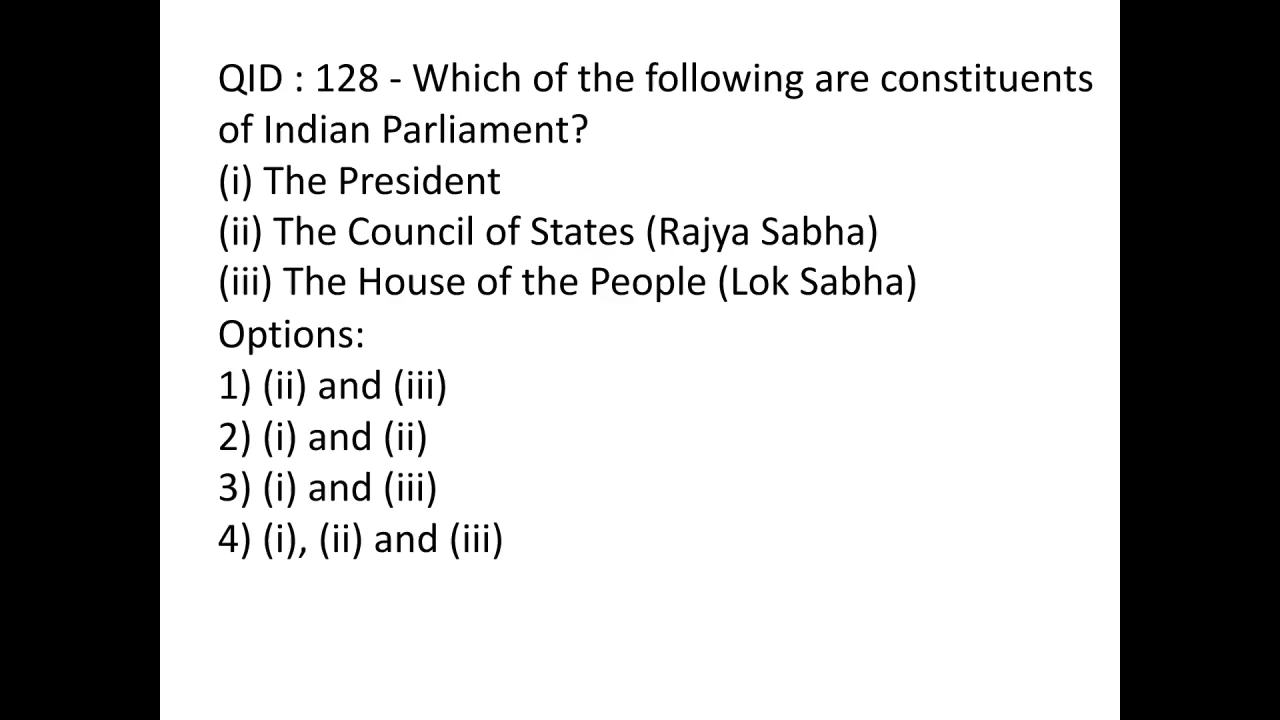 QID : 128 - Which of the following are constituents
of Indian Parliament?
(i) The President
(ii) The Council of States (Rajya Sabha)
(iii) The House of the People (Lok Sabha)
Options:
1) (ii) and (iii)
2) (i) and (ii)
3) (i) and (iii)
4) (i), (ii) and (iii)